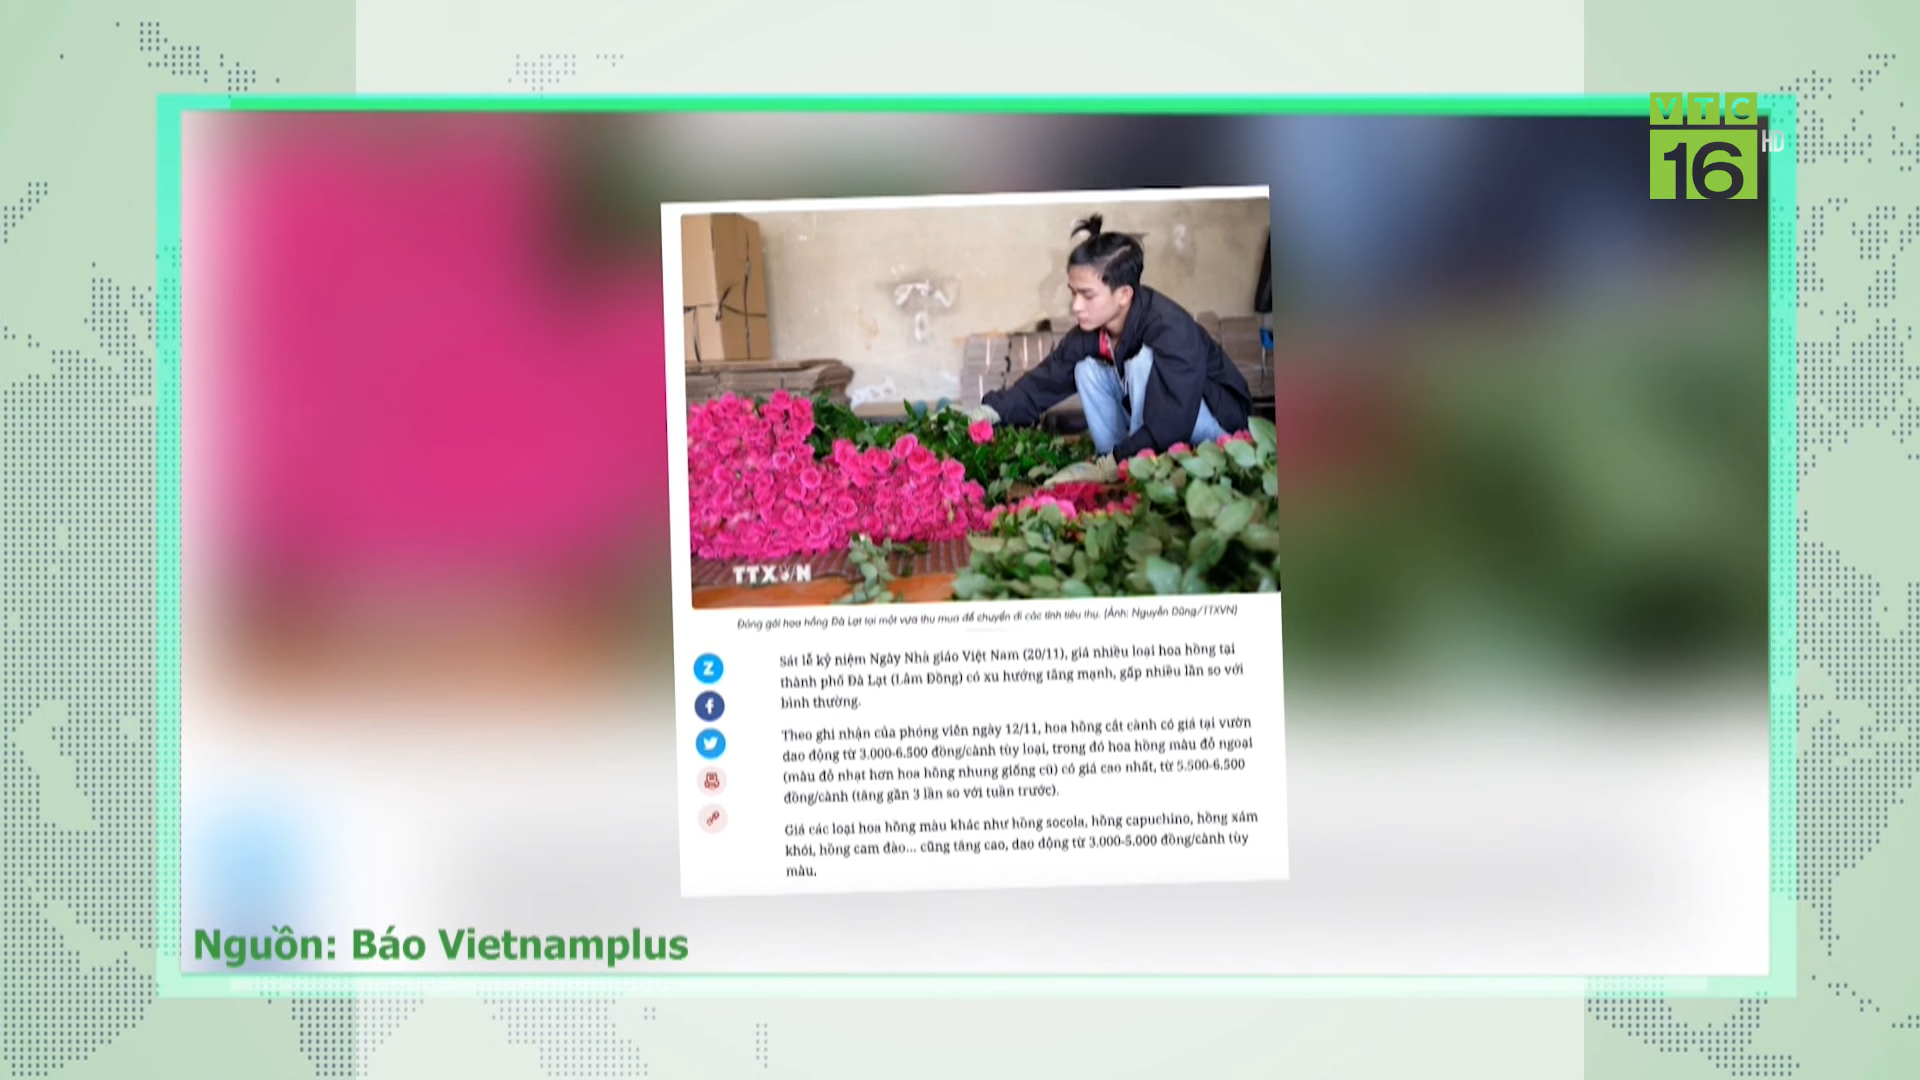 VTC
16
HD
TTXVN
Đóng gói hoa hồng Đà Lạt tại một vựa thu mua để chuyển đi các tỉnh tiêu thụ. (Ảnh: Nguyễn Dũng/TTXVN)
Sát lễ kỷ niệm Ngày Nhà giáo Việt Nam (20/11), giá nhiều loại hoa hồng tại
thành phố Đà Lạt (Lâm Đồng) có xu hướng tăng mạnh, gấp nhiều lần so với
bình thường.
Theo ghi nhận của phóng viên ngày 12/11, hoa hồng cắt cành có giá tại vườn
dao động từ 3.000-6.500 đồng/cành tùy loại, trong đó hoa hồng màu đỏ ngoại
(màu đỏ nhạt hơn hoa hồng nhung giống cũ) có giá cao nhất, từ 5.500-6.500
đồng/cành (tăng gần 3 lần so với tuần trước).
Giá các loại hoa hồng màu khác như hồng socola, hồng capuchino, hồng xám
khói, hồng cam đào... cũng tăng cao, dao động từ 3.000-5.000 đồng/cành tùy
màu.
Nguồn: Báo Vietnamplus